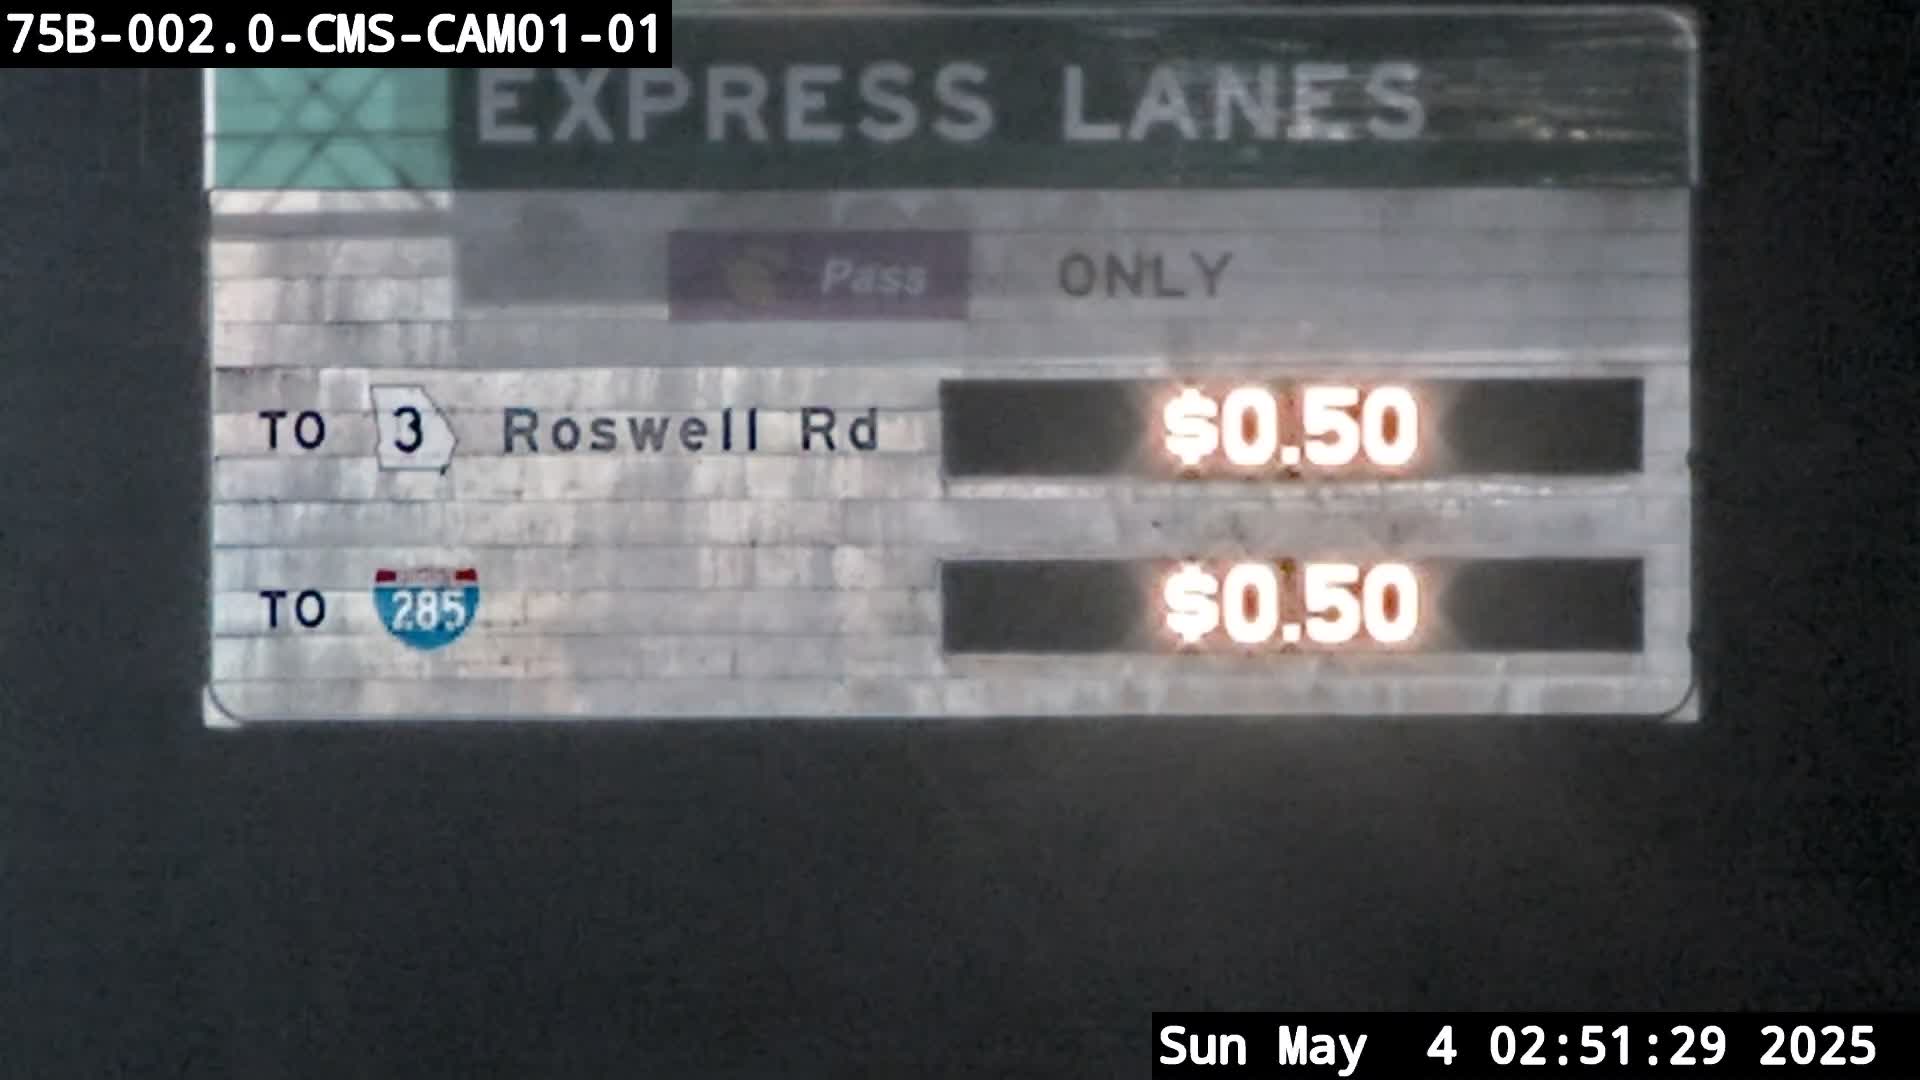 75B-002.0-CMS-CAM01-01
EXPRESS LANES
Pass ONLY
TO 3 Roswell Rd $0.50
TO 285 $0.50
Sun May 4 02:51:29 2025